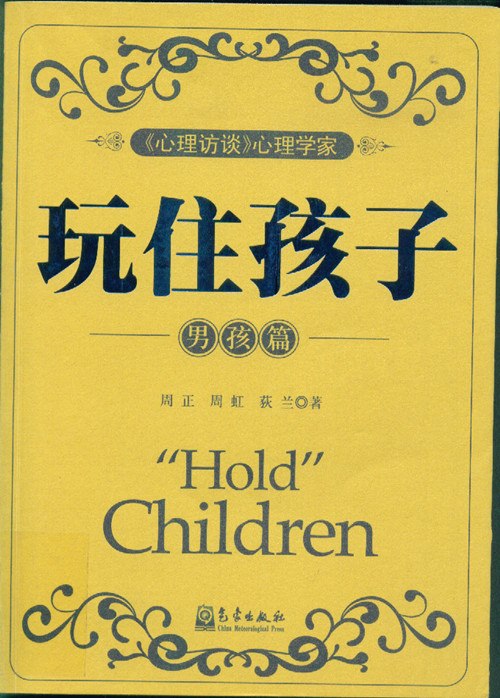 《心理访谈》心理学家
玩住孩子
男孩篇
周正 周虹 荻兰◎著
“Hold”
Children
气象出版社
China Meteorological Press